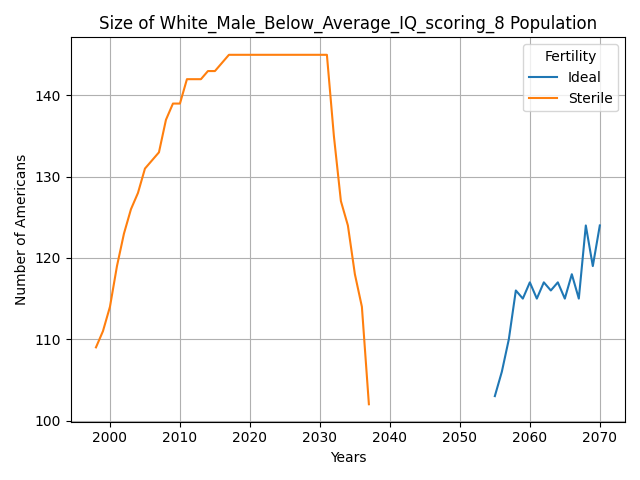 Size of White_Male_Below_Average_IQ_scoring_8 Population
Fertility
Ideal
Sterile
Number of Americans
140
130
120
110
100
2000
2010
2020
2030
2040
2050
2060
2070
Years